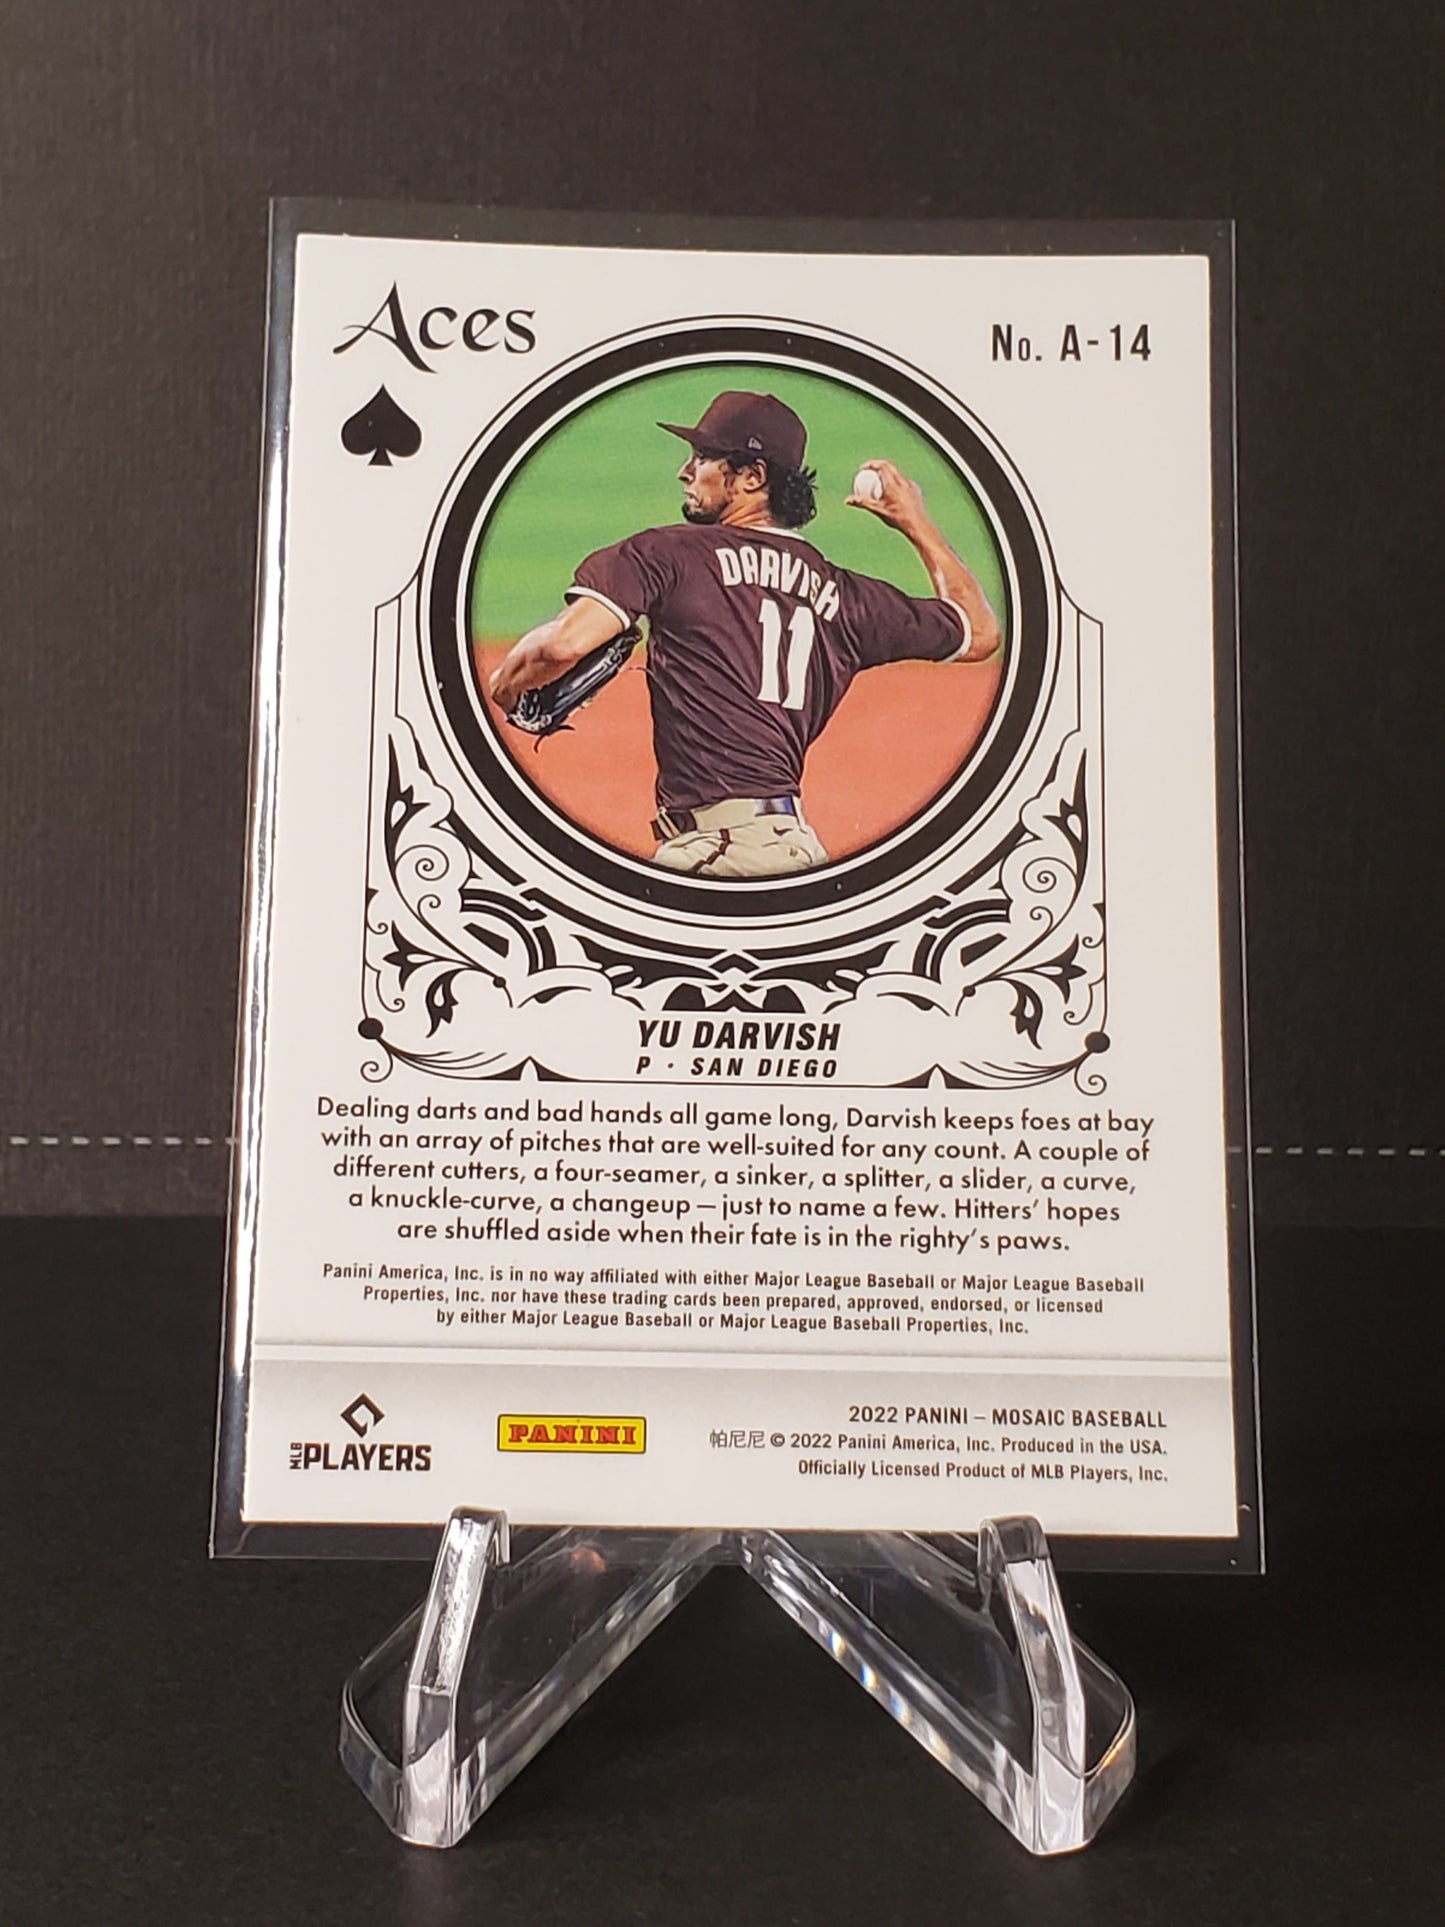 Aces
No. A-14
DARVISH
11
YU DARVISH
P · SAN DIEGO
Dealing darts and bad hands all game long, Darvish keeps foes at bay
with an array of pitches that are well-suited for any count. A couple of
different cutters, a four-seamer, a sinker, a splitter, a slider, a curve,
a knuckle-curve, a changeup — just to name a few. Hitters' hopes
are shuffled aside when their fate is in the righty's paws.
Panini America, Inc. is in no way affiliated with either Major League Baseball or Major League Baseball
Properties, Inc. nor have these trading cards been prepared, approved, endorsed, or licensed
by either Major League Baseball or Major League Baseball Properties, Inc.
MLB PLAYERS
PANINI
2022 PANINI – MOSAIC BASEBALL
帕尼尼 © 2022 Panini America, Inc. Produced in the USA.
Officially Licensed Product of MLB Players, Inc.